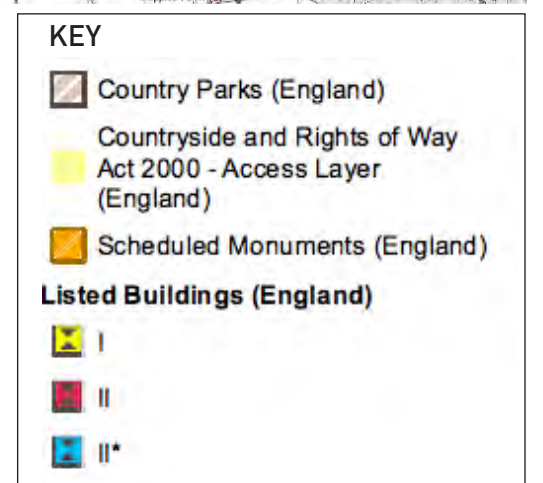 KEY
Country Parks (England)
Countryside and Rights of Way
Act 2000 - Access Layer
(England)
Scheduled Monuments (England)
Listed Buildings (England)
I
II
II*